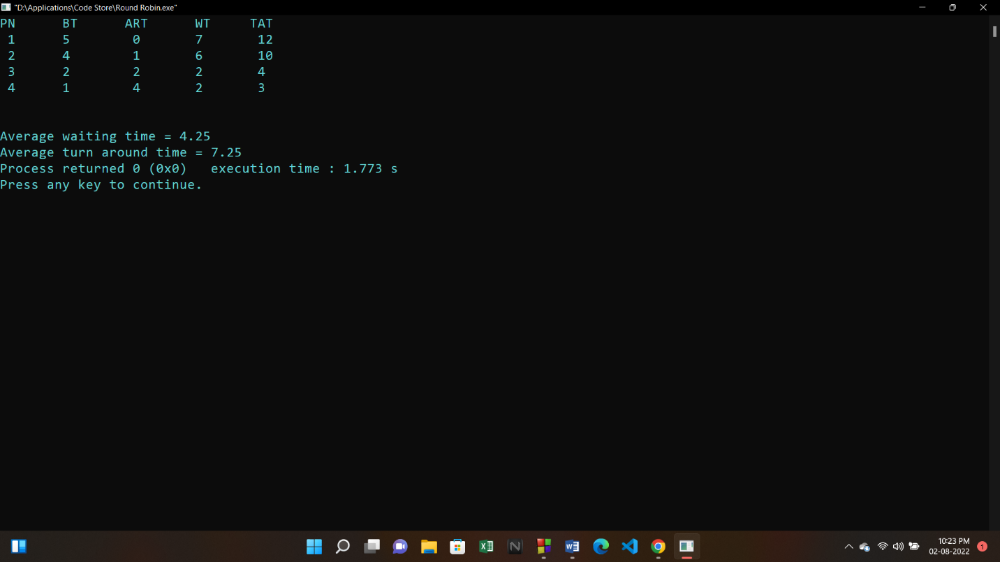 "D:\Applications\Code Store\Round Robin.exe"
PN BT ART WT TAT
1 5 0 7 12
2 4 1 6 10
3 2 2 2 4
4 1 4 2 3
Average waiting time = 4.25
Average turn around time = 7.25
Process returned 0 (0x0)   execution time : 1.773 s
Press any key to continue.
10:23 PM
02-08-2022
1